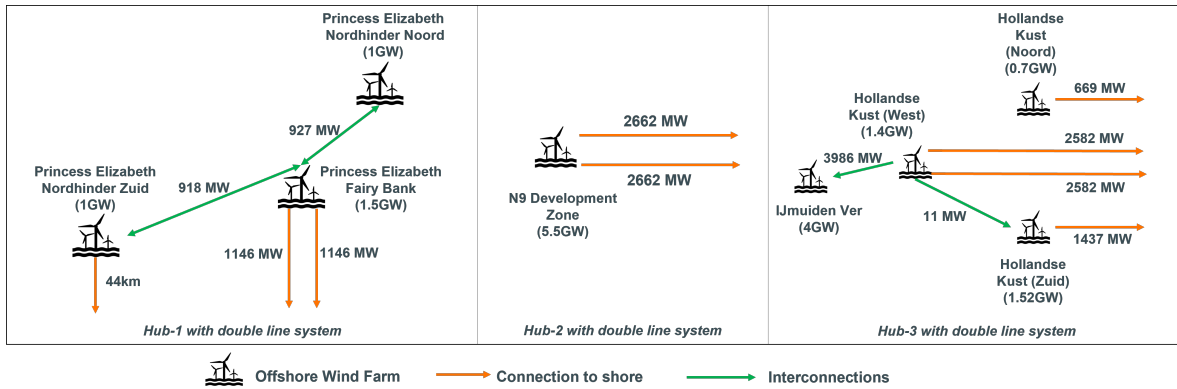 Princess Elizabeth
Nordhinder Noord
(1GW)
927 MW
Princess Elizabeth
Nordhinder Zuid
(1GW)
918 MW
Princess Elizabeth
Fairy Bank
(1.5GW)
1146 MW
1146 MW
44km
Hub-1 with double line system
2662 MW
2662 MW
N9 Development
Zone
(5.5GW)
Hub-2 with double line system
Hollandse
Kust
(Noord)
(0.7GW)
669 MW
Hollandse
Kust (West)
(1.4GW)
2582 MW
3986 MW
2582 MW
IJmuiden Ver
(4GW)
11 MW
1437 MW
Hollandse
Kust (Zuid)
(1.52GW)
Hub-3 with double line system
Offshore Wind Farm
Connection to shore
Interconnections